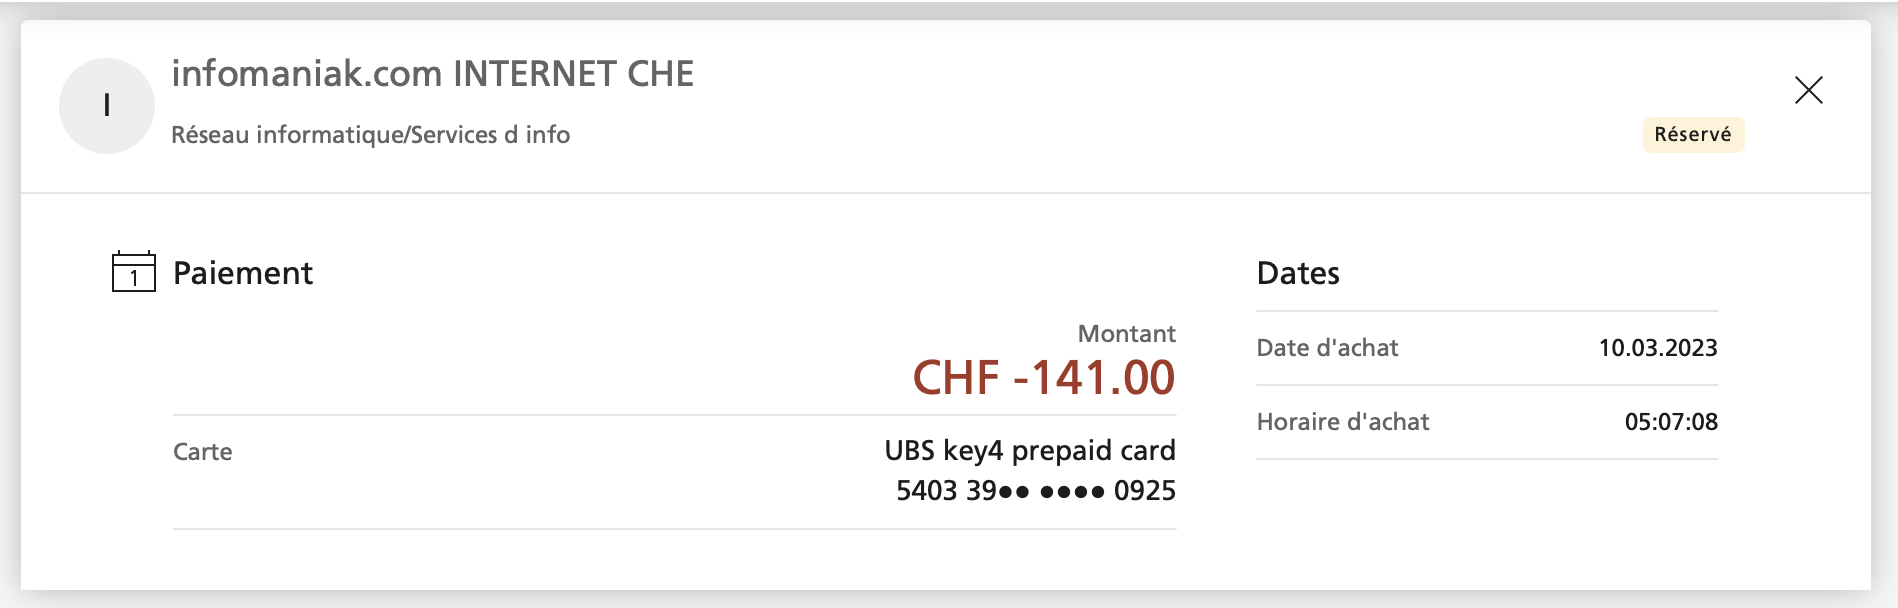 I
infomaniak.com INTERNET CHE
Réseau informatique/Services d info
Réservé
1
Paiement
Montant
CHF -141.00
Carte
UBS key4 prepaid card
5403 39●● ●●●● 0925
Dates
Date d'achat 10.03.2023
Horaire d'achat 05:07:08